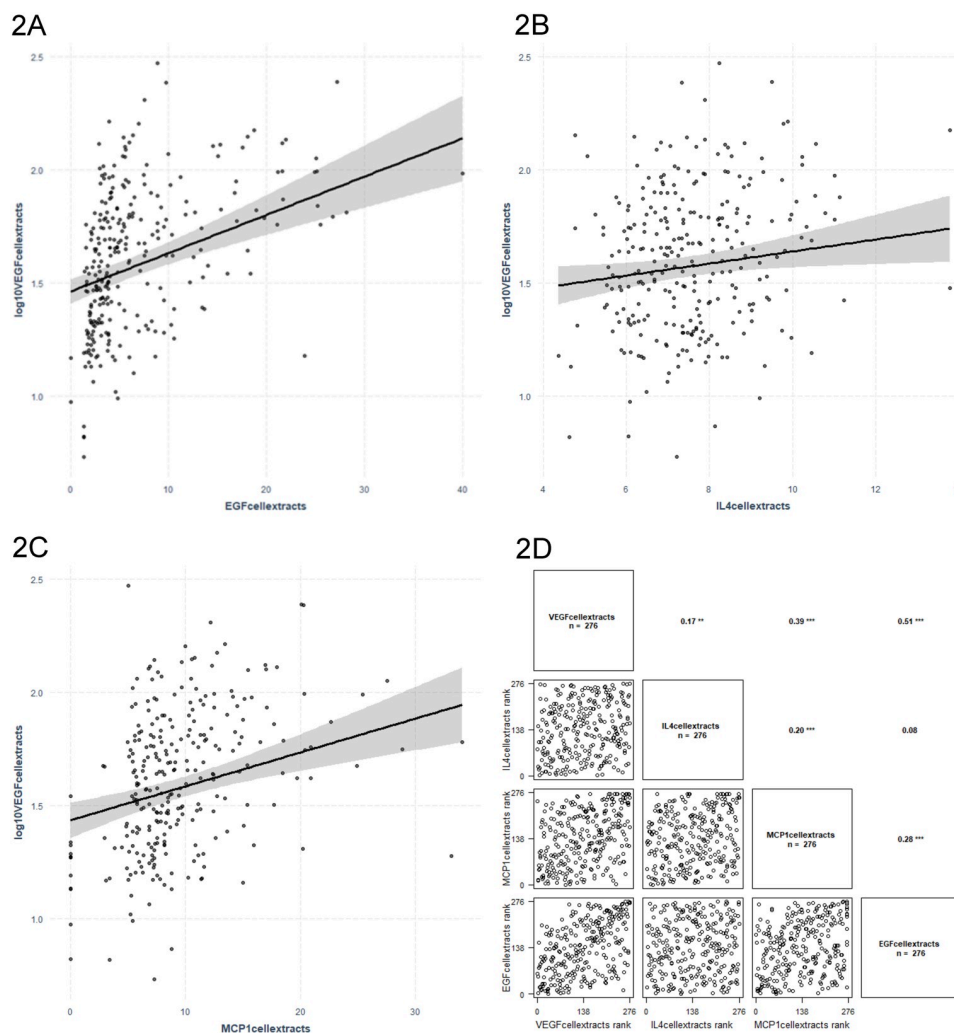 2A
2.5
2.0
1.5
1.0
log10VEGFcellextracts
0
10
20
30
40
EGFcellextracts
2B
2.5
2.0
1.5
1.0
log10VEGFcellextracts
4
6
8
10
12
IL4cellextracts
2C
2.5
2.0
1.5
1.0
log10VEGFcellextracts
0
10
20
30
MCP1cellextracts
2D
VEGFcellextracts
n = 276
0.17 **
0.39 ***
0.51 ***
IL4cellextracts rank
276
138
0
IL4cellextracts
n = 276
0.20 ***
0.08
MCP1cellextracts rank
276
138
0
MCP1cellextracts
n = 276
0.28 ***
EGFcellextracts rank
276
138
0
EGFcellextracts
n = 276
0 138 276
0 138 276
0 138 276
VEGFcellextracts rank
IL4cellextracts rank
MCP1cellextracts rank